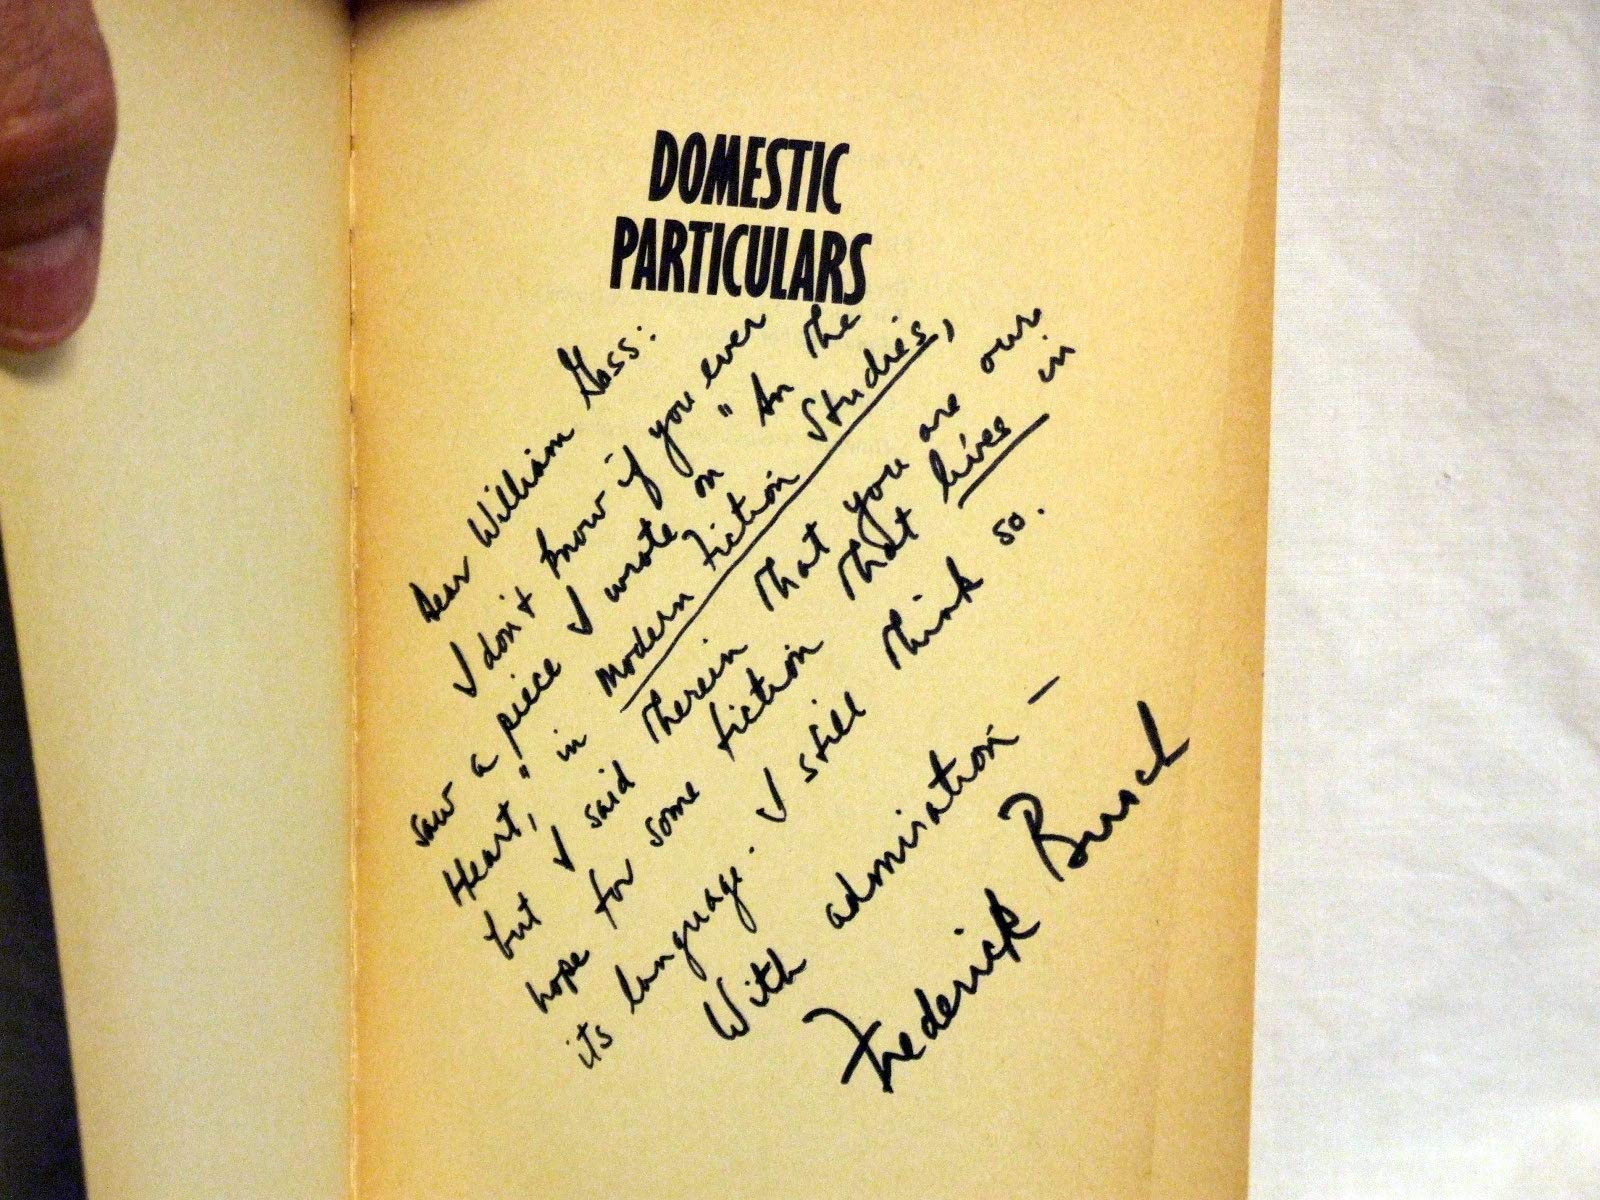 DOMESTIC
PARTICULARS
Dear William Gass:
I don't know if you ever
saw a piece I wrote on "In the
Heart," in Modern Fiction Studies,
but I said therein that you are our
hope for some fiction that lives in
its language. I still think so.
With admiration —
Frederick Busch